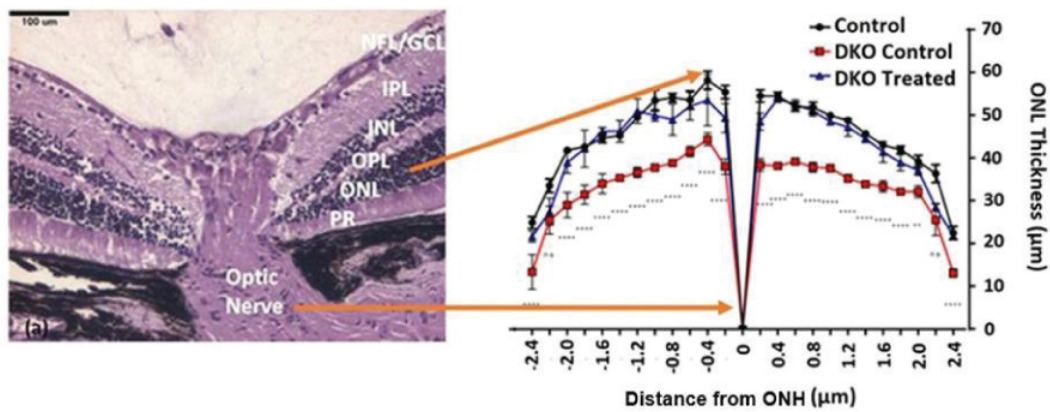 100 um
NFL/GCL
IPL
INL
OPL
ONL
PR
Optic
Nerve
(a)
Control
DKO Control
DKO Treated
70
60
50
40
30
20
10
0
ONL Thickness (μm)
-2.4
-2.0
-1.6
-1.2
-0.8
-0.4
0
0.4
0.8
1.2
1.6
2.0
2.4
Distance from ONH (μm)